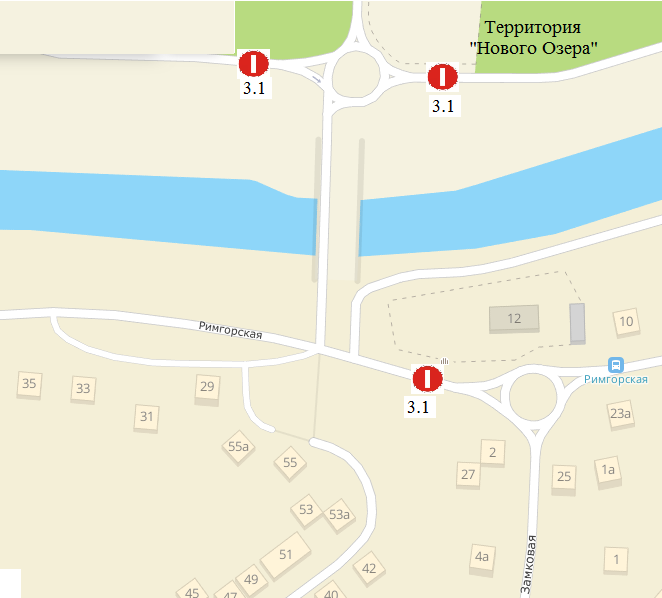 Территория
"Нового Озера"
3.1
3.1
Римгорская
12
10
Римгорская
3.1
35
33
31
29
23а
2
27
25
1а
55а
55
53
53а
51
4а
1
42
49
47
45
40
Замковая